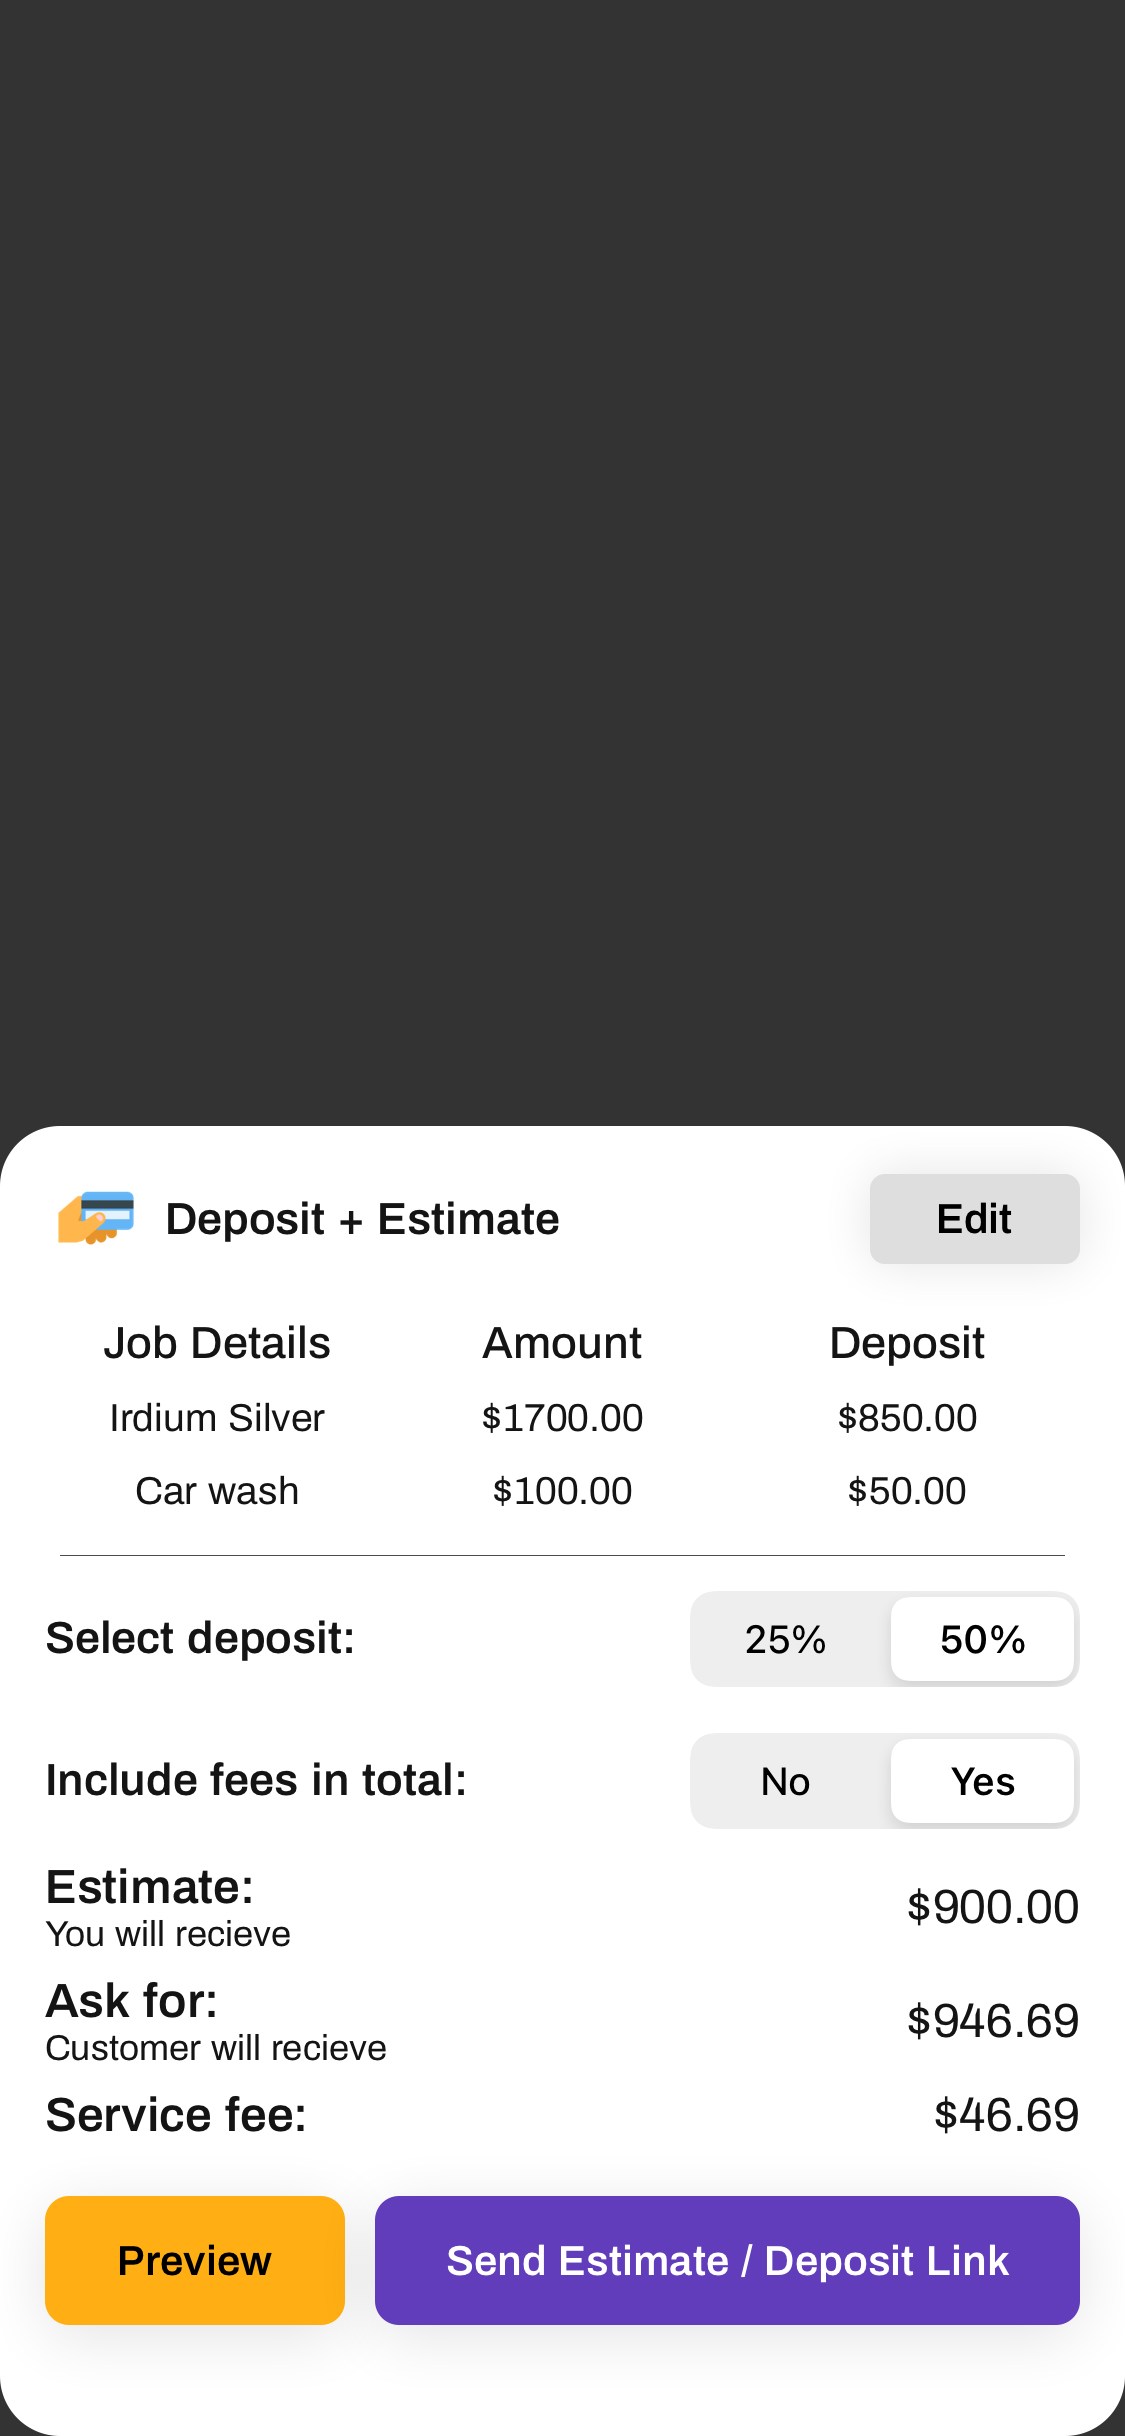 Deposit + Estimate
Edit
Job Details Amount Deposit
Irdium Silver $1700.00 $850.00
Car wash $100.00 $50.00
Select deposit: 25% 50%
Include fees in total: No Yes
Estimate:
You will recieve
$900.00
Ask for:
Customer will recieve
$946.69
Service fee: $46.69
Preview
Send Estimate / Deposit Link